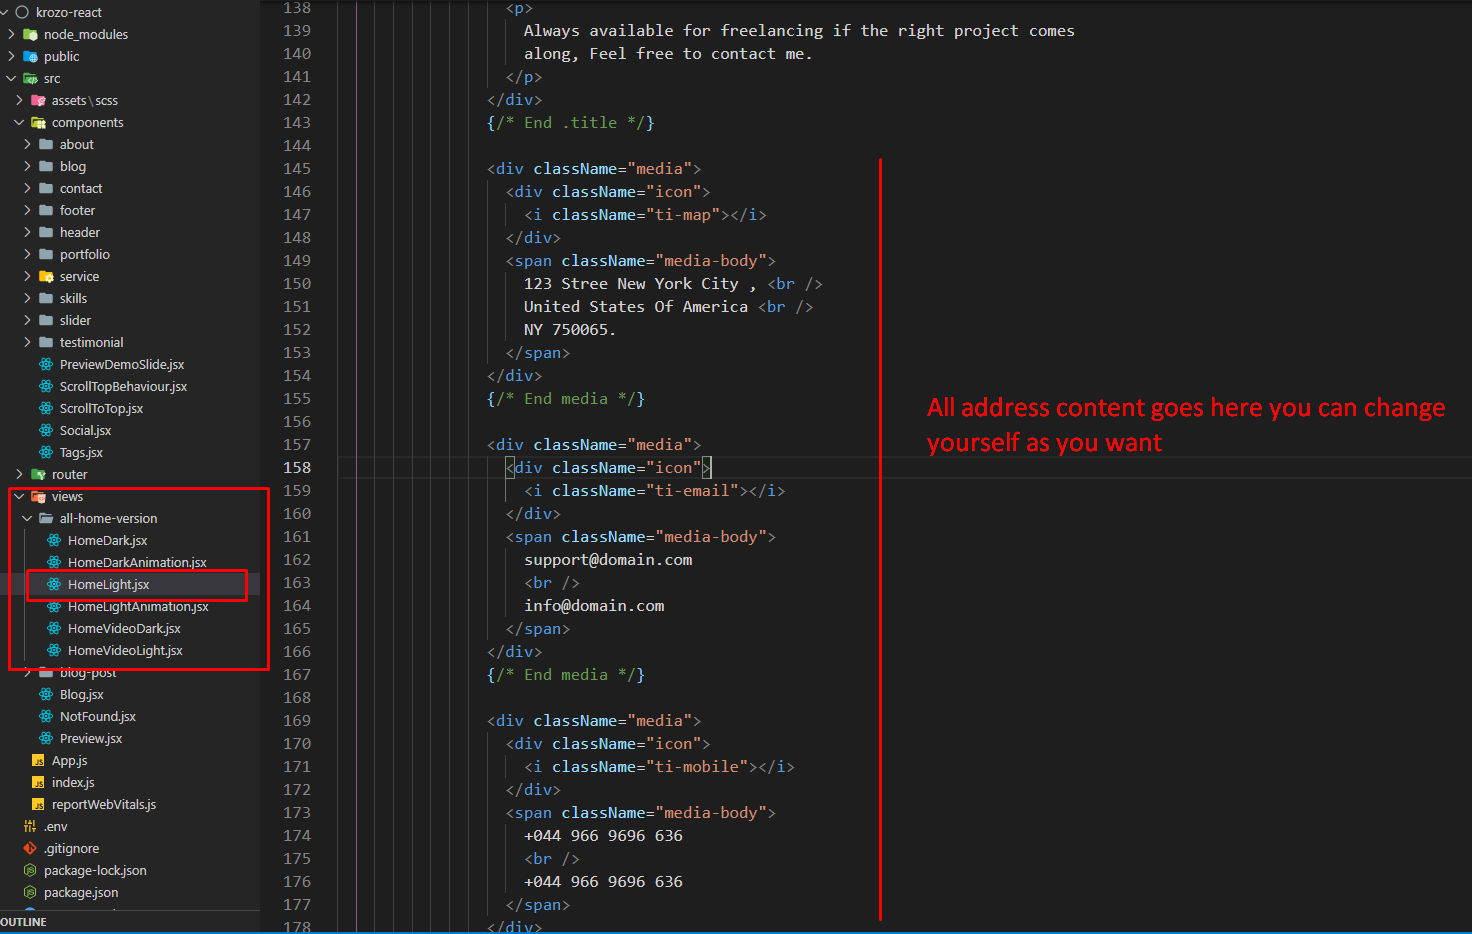 krozo-react
node_modules
public
src
assets\scss
components
about
blog
contact
footer
header
portfolio
service
skills
slider
testimonial
PreviewDemoSlide.jsx
ScrollTopBehaviour.jsx
ScrollToTop.jsx
Social.jsx
Tags.jsx
router
views
all-home-version
HomeDark.jsx
HomeDarkAnimation.jsx
HomeLight.jsx
HomeLightAnimation.jsx
HomeVideoDark.jsx
HomeVideoLight.jsx
blog-post
Blog.jsx
NotFound.jsx
Preview.jsx
JS App.js
JS index.js
JS reportWebVitals.js
.env
.gitignore
package-lock.json
package.json
OUTLINE
138 <p>
139 Always available for freelancing if the right project comes
140 along, Feel free to contact me.
141 </p>
142 </div>
143 {/* End .title */}
144
145 <div className="media">
146 <div className="icon">
147 <i className="ti-map"></i>
148 </div>
149 <span className="media-body">
150 123 Stree New York City , <br />
151 United States Of America <br />
152 NY 750065.
153 </span>
154 </div>
155 {/* End media */}
156
157 <div className="media">
158 <div className="icon">
159 <i className="ti-email"></i>
160 </div>
161 <span className="media-body">
162 support@domain.com
163 <br />
164 info@domain.com
165 </span>
166 </div>
167 {/* End media */}
168
169 <div className="media">
170 <div className="icon">
171 <i className="ti-mobile"></i>
172 </div>
173 <span className="media-body">
174 +044 966 9696 636
175 <br />
176 +044 966 9696 636
177 </span>
178 </div>
All address content goes here you can change
yourself as you want